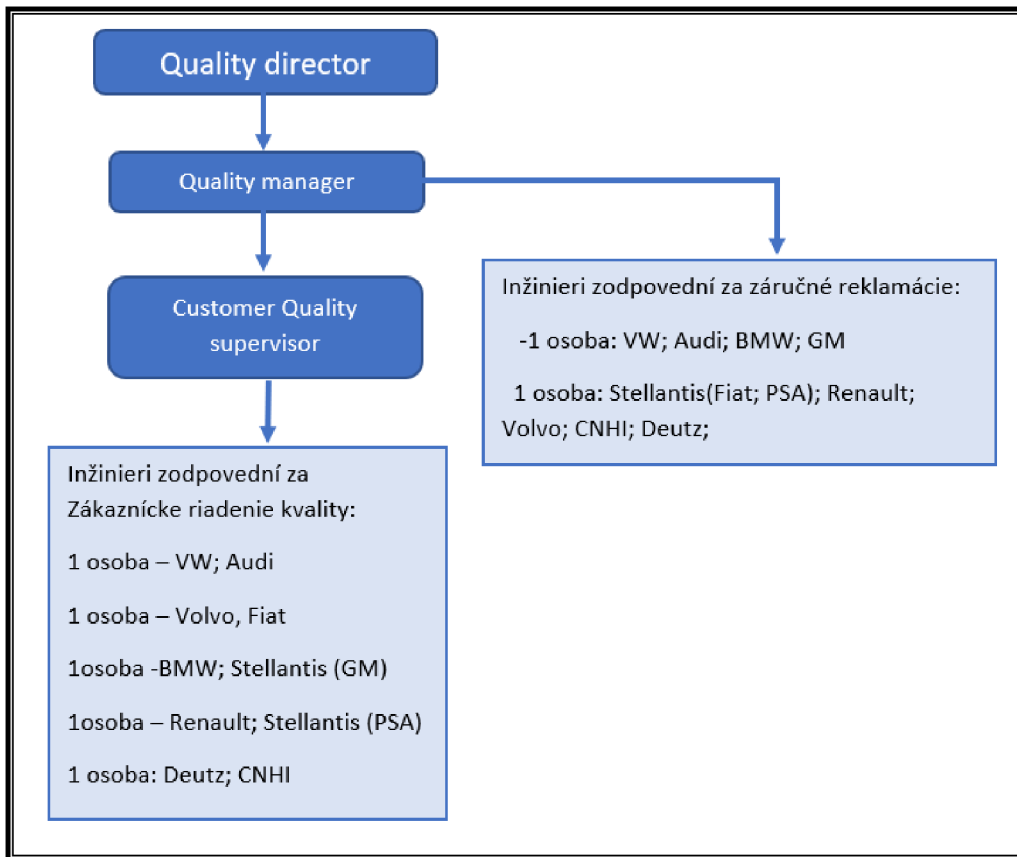 Quality director
Quality manager
Customer Quality
supervisor
Inžinieri zodpovední za záručné reklamácie:
-1 osoba: VW; Audi; BMW; GM
1 osoba: Stellantis(Fiat; PSA); Renault;
Volvo; CNHI; Deutz;
Inžinieri zodpovední za
Zákaznícke riadenie kvality:
1 osoba – VW; Audi
1 osoba – Volvo, Fiat
1osoba -BMW; Stellantis (GM)
1osoba – Renault; Stellantis (PSA)
1 osoba: Deutz; CNHI